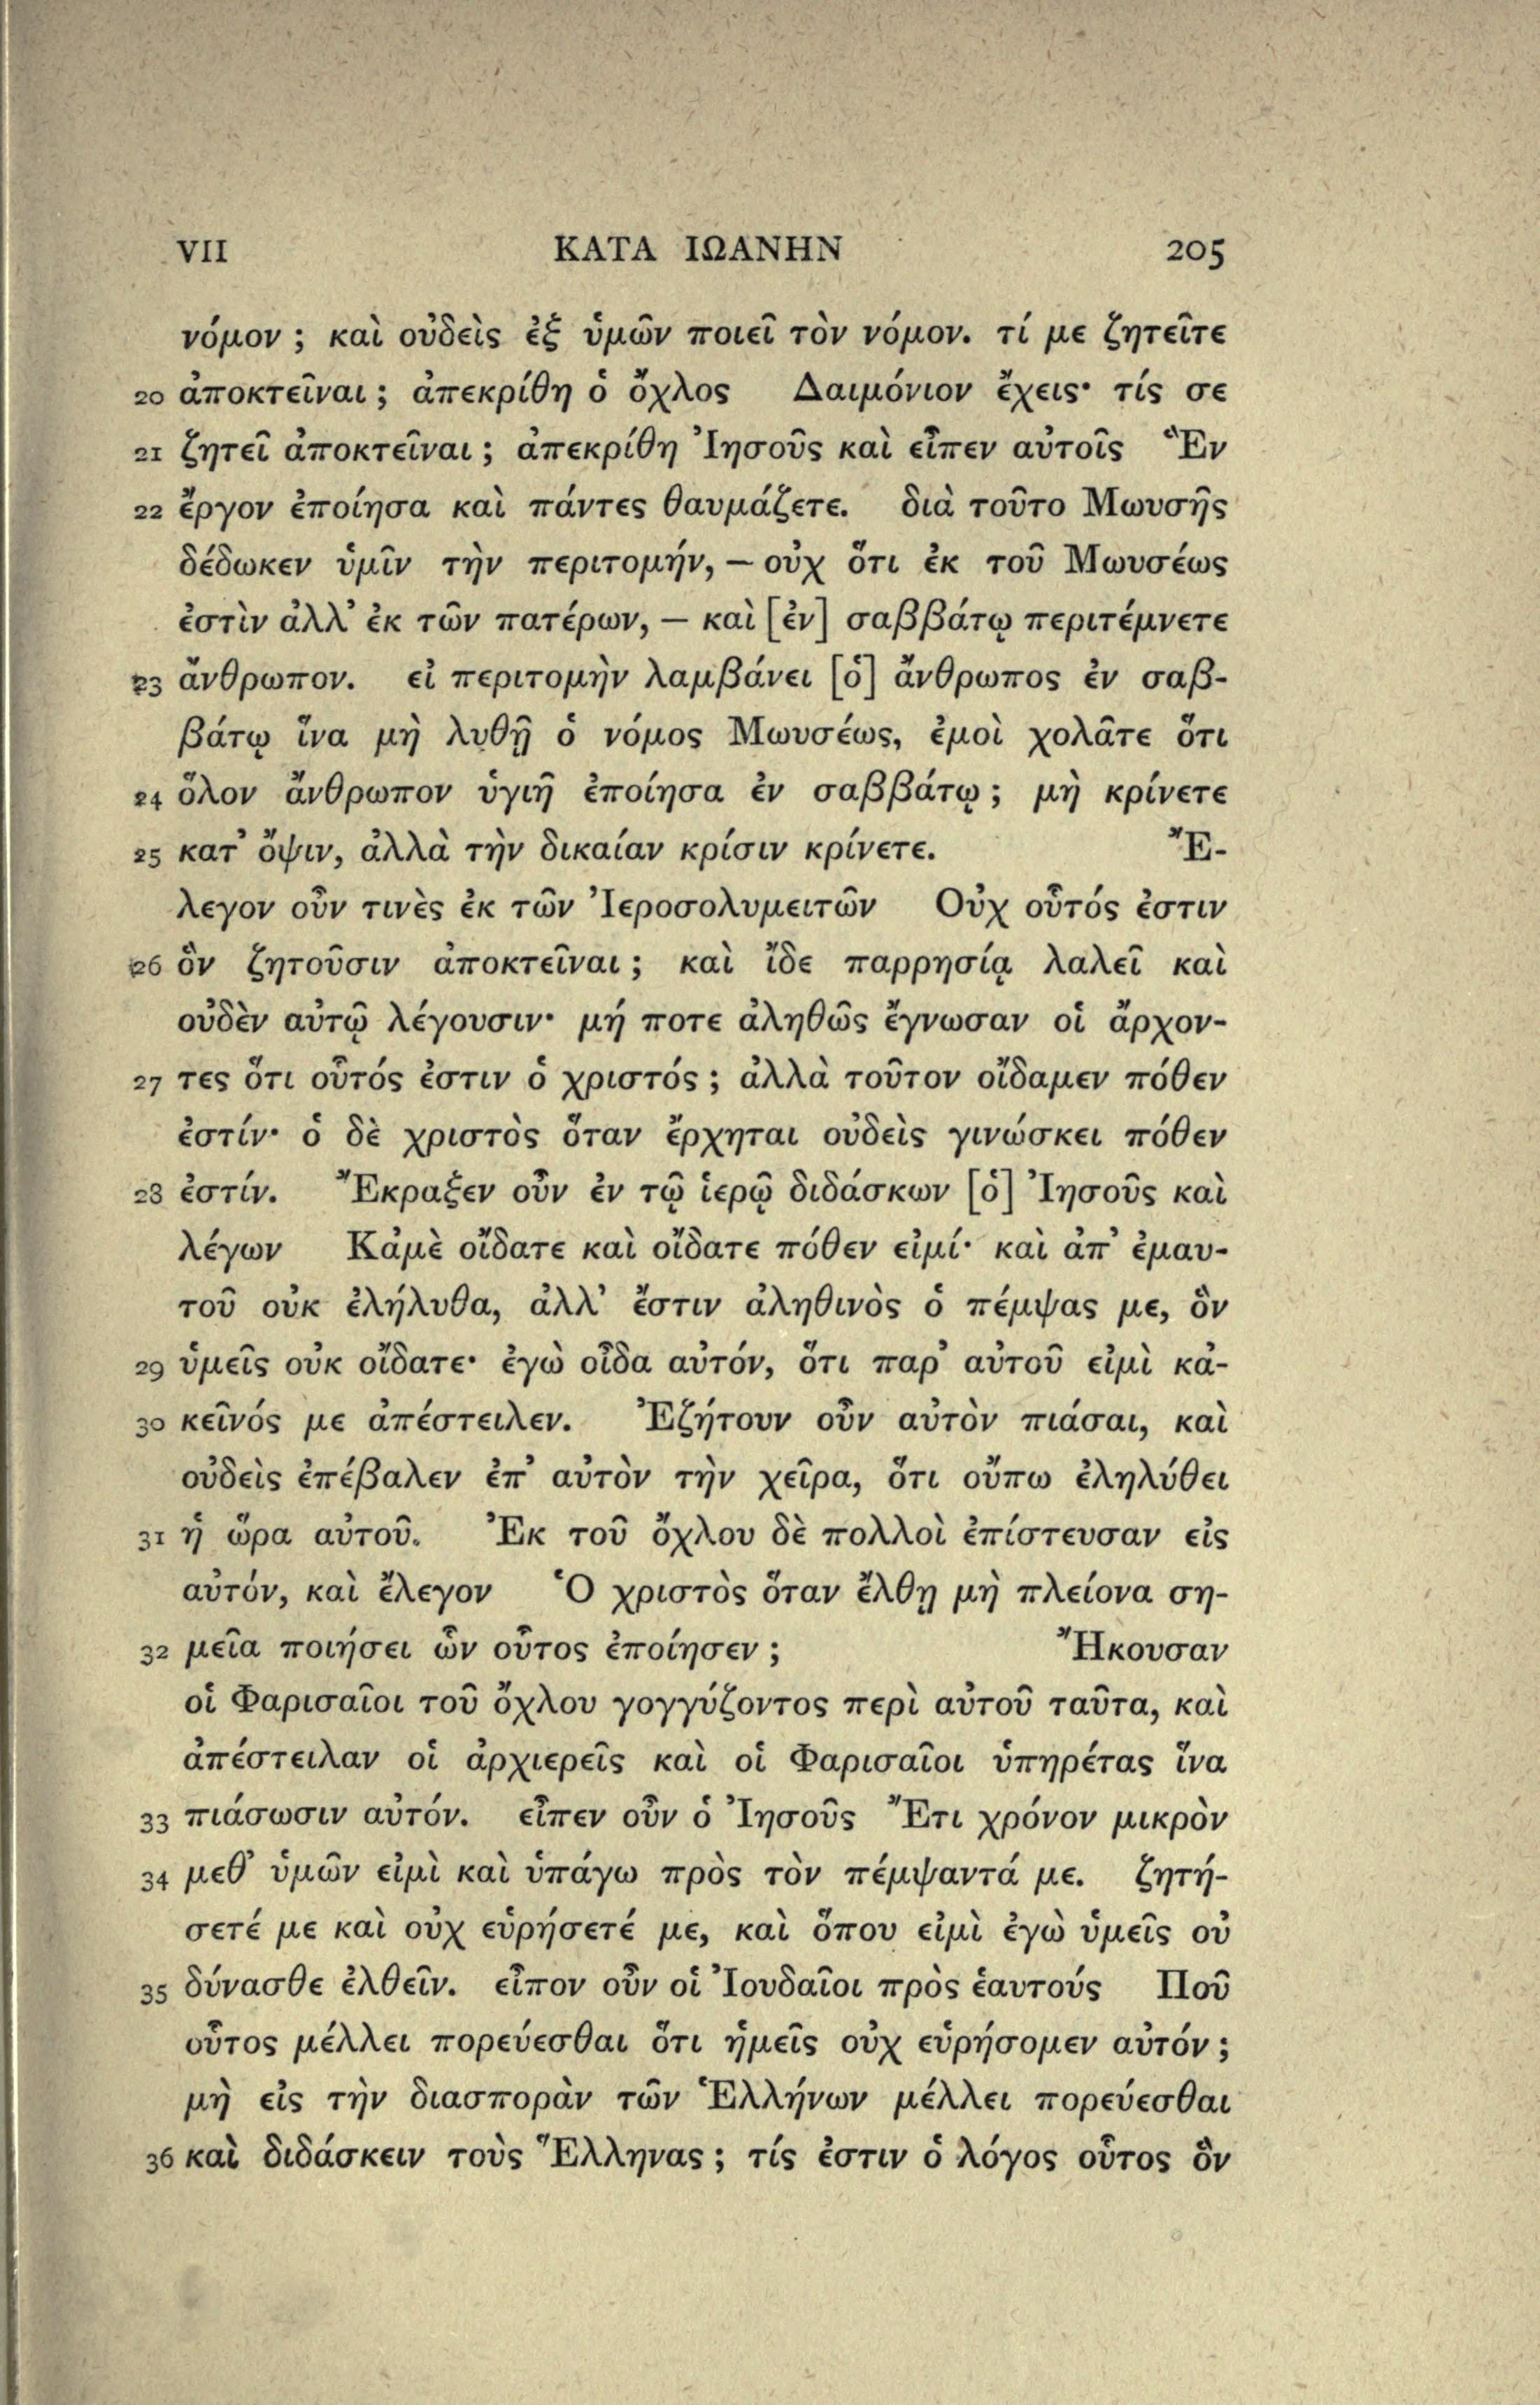 VII ΚΑΤΑ ΙΩΑΝΗΝ 205
νόμον ; καὶ οὐδεὶς ἐξ ὑμῶν ποιεῖ τὸν νόμον. τί με ζητεῖτε
20 ἀποκτεῖναι ; ἀπεκρίθη ὁ ὄχλος Δαιμόνιον ἔχεις· τίς σε
21 ζητεῖ ἀποκτεῖναι ; ἀπεκρίθη Ἰησοῦς καὶ εἶπεν αὐτοῖς Ἓν
22 ἔργον ἐποίησα καὶ πάντες θαυμάζετε. διὰ τοῦτο Μωυσῆς
δέδωκεν ὑμῖν τὴν περιτομήν, — οὐχ ὅτι ἐκ τοῦ Μωυσέως
ἐστὶν ἀλλ’ ἐκ τῶν πατέρων, — καὶ [ἐν] σαββάτῳ περιτέμνετε
23 ἄνθρωπον. εἰ περιτομὴν λαμβάνει [ὁ] ἄνθρωπος ἐν σαβ-
βάτῳ ἵνα μὴ λυθῇ ὁ νόμος Μωυσέως, ἐμοὶ χολᾶτε ὅτι
24 ὅλον ἄνθρωπον ὑγιῆ ἐποίησα ἐν σαββάτῳ ; μὴ κρίνετε
25 κατ’ ὄψιν, ἀλλὰ τὴν δικαίαν κρίσιν κρίνετε. Ἔ-
λεγον οὖν τινὲς ἐκ τῶν Ἰεροσολυμειτῶν Οὐχ οὗτός ἐστιν
26 ὃν ζητοῦσιν ἀποκτεῖναι ; καὶ ἴδε παρρησίᾳ λαλεῖ καὶ
οὐδὲν αὐτῷ λέγουσιν· μή ποτε ἀληθῶς ἔγνωσαν οἱ ἄρχον-
27 τες ὅτι οὗτός ἐστιν ὁ χριστός ; ἀλλὰ τοῦτον οἴδαμεν πόθεν
ἐστίν· ὁ δὲ χριστὸς ὅταν ἔρχηται οὐδεὶς γινώσκει πόθεν
28 ἐστίν. Ἔκραξεν οὖν ἐν τῷ ἱερῷ διδάσκων [ὁ] Ἰησοῦς καὶ
λέγων Κἀμὲ οἴδατε καὶ οἴδατε πόθεν εἰμί· καὶ ἀπ’ ἐμαυ-
τοῦ οὐκ ἐλήλυθα, ἀλλ’ ἔστιν ἀληθινὸς ὁ πέμψας με, ὃν
29 ὑμεῖς οὐκ οἴδατε· ἐγὼ οἶδα αὐτόν, ὅτι παρ’ αὐτοῦ εἰμὶ κἀ-
30 κεῖνός με ἀπέστειλεν. Ἐζήτουν οὖν αὐτὸν πιάσαι, καὶ
οὐδεὶς ἐπέβαλεν ἐπ’ αὐτὸν τὴν χεῖρα, ὅτι οὔπω ἐληλύθει
31 ἡ ὥρα αὐτοῦ. Ἐκ τοῦ ὄχλου δὲ πολλοὶ ἐπίστευσαν εἰς
αὐτόν, καὶ ἔλεγον Ὁ χριστὸς ὅταν ἔλθῃ μὴ πλείονα ση-
32 μεῖα ποιήσει ὧν οὗτος ἐποίησεν ; Ἤκουσαν
οἱ Φαρισαῖοι τοῦ ὄχλου γογγύζοντος περὶ αὐτοῦ ταῦτα, καὶ
ἀπέστειλαν οἱ ἀρχιερεῖς καὶ οἱ Φαρισαῖοι ὑπηρέτας ἵνα
33 πιάσωσιν αὐτόν. εἶπεν οὖν ὁ Ἰησοῦς Ἔτι χρόνον μικρὸν
34 μεθ’ ὑμῶν εἰμὶ καὶ ὑπάγω πρὸς τὸν πέμψαντά με. ζητή-
σετέ με καὶ οὐχ εὑρήσετέ με, καὶ ὅπου εἰμὶ ἐγὼ ὑμεῖς οὐ
35 δύνασθε ἐλθεῖν. εἶπον οὖν οἱ Ἰουδαῖοι πρὸς ἑαυτούς Ποῦ
οὗτος μέλλει πορεύεσθαι ὅτι ἡμεῖς οὐχ εὑρήσομεν αὐτόν ;
μὴ εἰς τὴν διασπορὰν τῶν Ἑλλήνων μέλλει πορεύεσθαι
36 καὶ διδάσκειν τοὺς Ἕλληνας ; τίς ἐστιν ὁ λόγος οὗτος ὃν